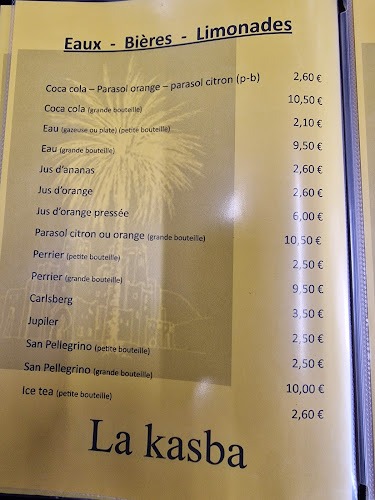 Eaux - Bières - Limonades
Coca cola – Parasol orange – parasol citron (p-b) 2,60 €
Coca cola (grande bouteille) 10,50 €
Eau (gazeuse ou plate) (petite bouteille) 2,10 €
Eau (grande bouteille) 9,50 €
Jus d'ananas 2,60 €
Jus d'orange 2,60 €
Jus d'orange pressée 6,00 €
Parasol citron ou orange (grande bouteille) 10,50 €
Perrier (petite bouteille) 2,50 €
Perrier (grande bouteille) 9,50 €
Carlsberg 3,50 €
Jupiler 2,50 €
San Pellegrino (petite bouteille) 2,50 €
San Pellegrino (grande bouteille) 10,00 €
Ice tea (petite bouteille) 2,60 €
La kasba